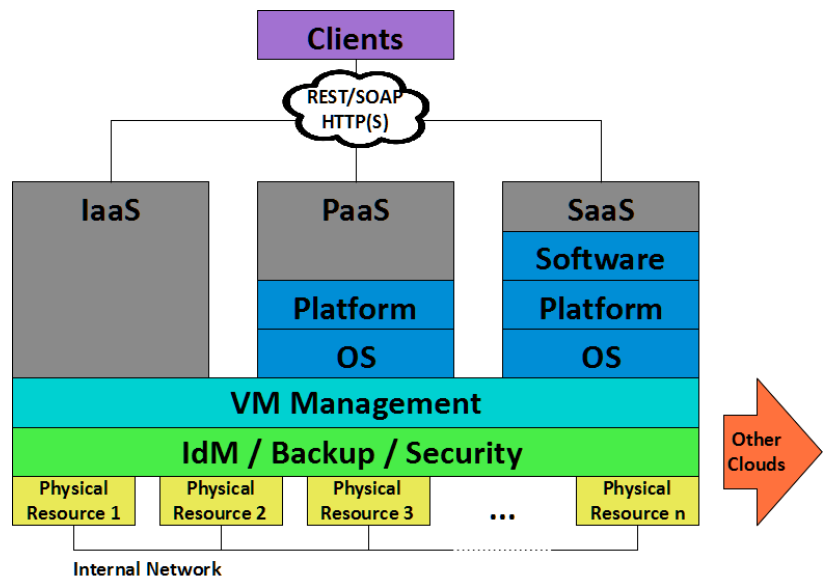 Clients
REST/SOAP
HTTP(S)
IaaS
PaaS
SaaS
Software
Platform
Platform
OS
OS
VM Management
IdM / Backup / Security
Other
Clouds
Physical
Resource 1
Physical
Resource 2
Physical
Resource 3
...
Physical
Resource n
Internal Network